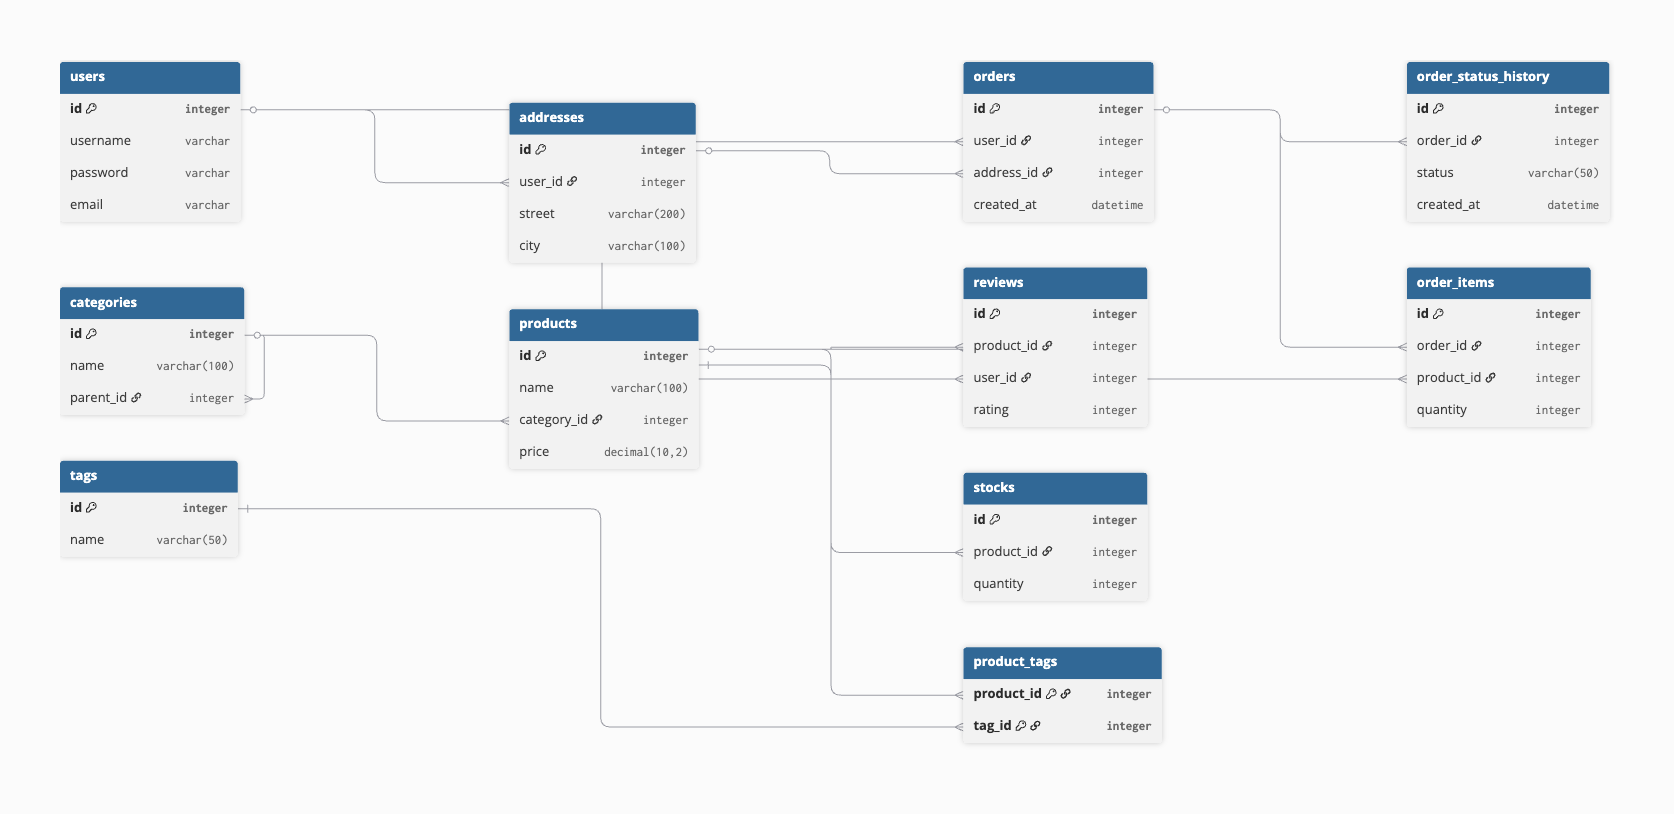 users
id integer
username varchar
password varchar
email varchar
addresses
id integer
user_id integer
street varchar(200)
city varchar(100)
orders
id integer
user_id integer
address_id integer
created_at datetime
order_status_history
id integer
order_id integer
status varchar(50)
created_at datetime
categories
id integer
name varchar(100)
parent_id integer
products
id integer
name varchar(100)
category_id integer
price decimal(10,2)
reviews
id integer
product_id integer
user_id integer
rating integer
order_items
id integer
order_id integer
product_id integer
quantity integer
tags
id integer
name varchar(50)
stocks
id integer
product_id integer
quantity integer
product_tags
product_id integer
tag_id integer